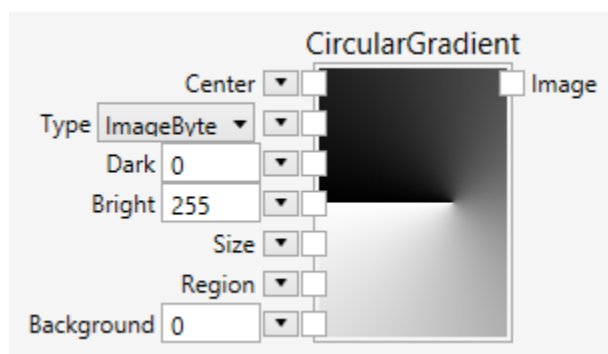 CircularGradient
Center
Image
Type ImageByte
Dark 0
Bright 255
Size
Region
Background 0